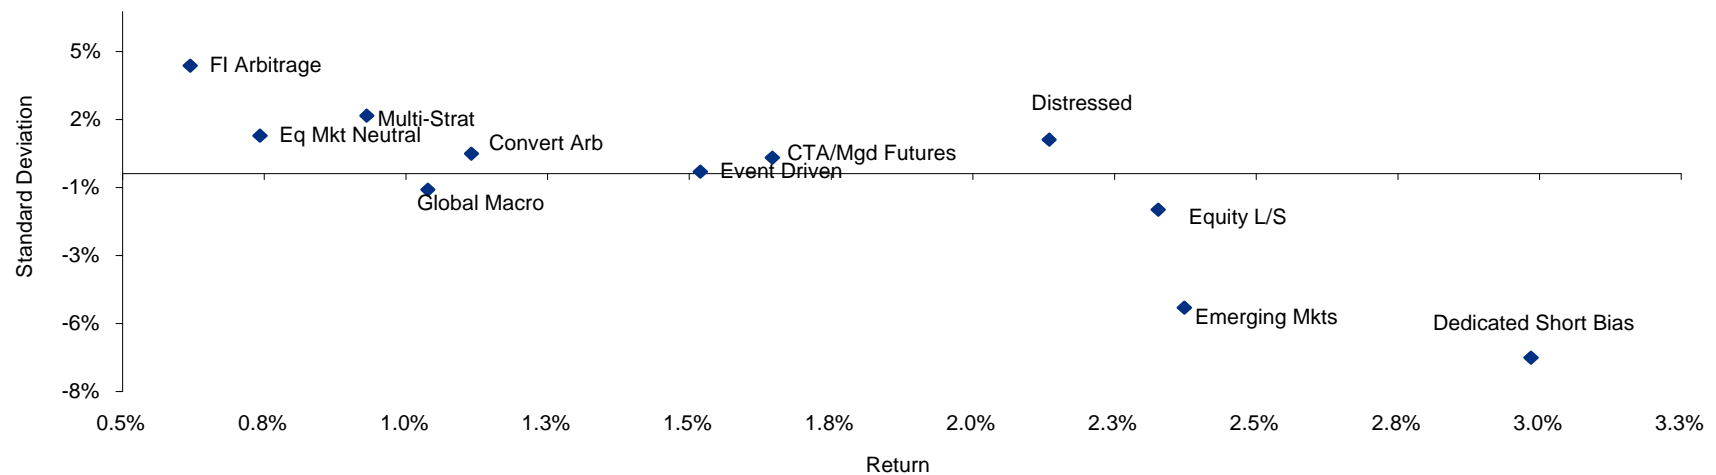 5%
FI Arbitrage
Distressed
2%
Multi-Strat
Eq Mkt Neutral
Convert Arb
CTA/Mgd Futures
Event Driven
-1%
Global Macro
Equity L/S
-3%
Emerging Mkts
-6%
Dedicated Short Bias
-8%
Standard Deviation
0.5% 0.8% 1.0% 1.3% 1.5% 1.8% 2.0% 2.3% 2.5% 2.8% 3.0% 3.3%
Return